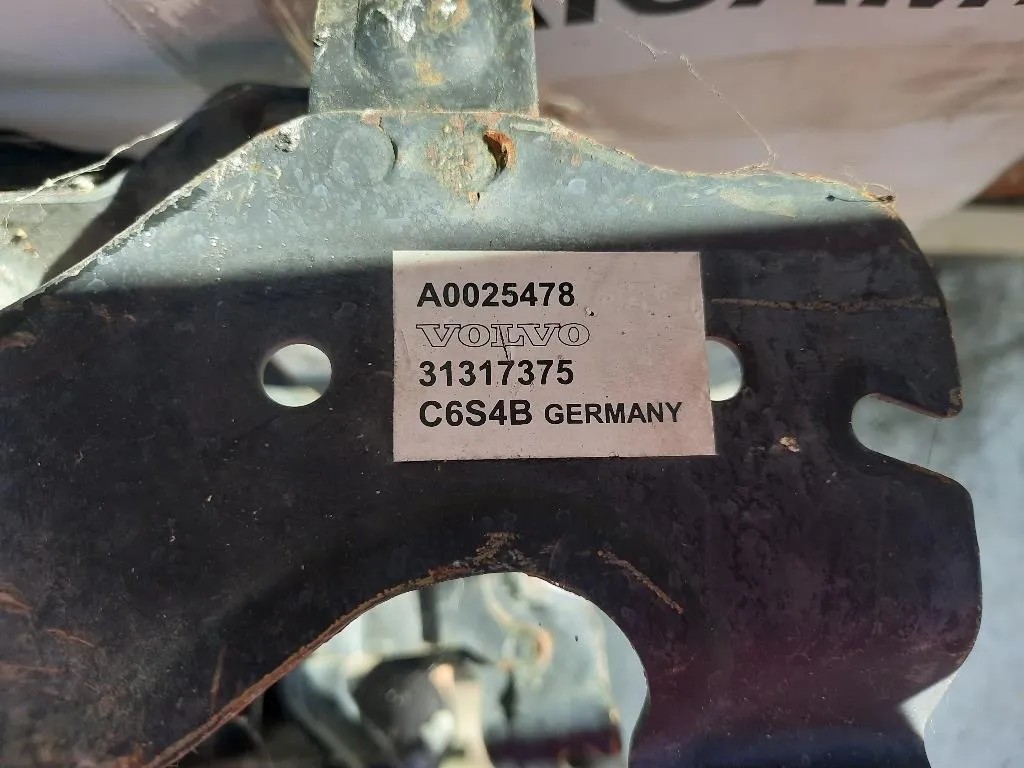 A0025478
VOLVO
31317375
C6S4B GERMANY